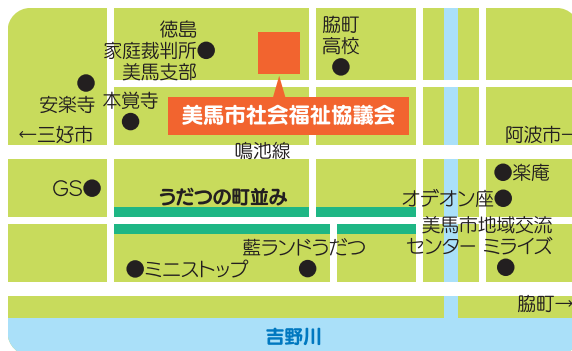 徳島
家庭裁判所
美馬支部
脇町
高校
安楽寺
本覚寺
美馬市社会福祉協議会
←三好市
阿波市→
鳴池線
楽庵
GS
うだつの町並み
オデオン座
美馬市地域交流
センター ミライズ
藍ランドうだつ
ミニストップ
脇町→
吉野川